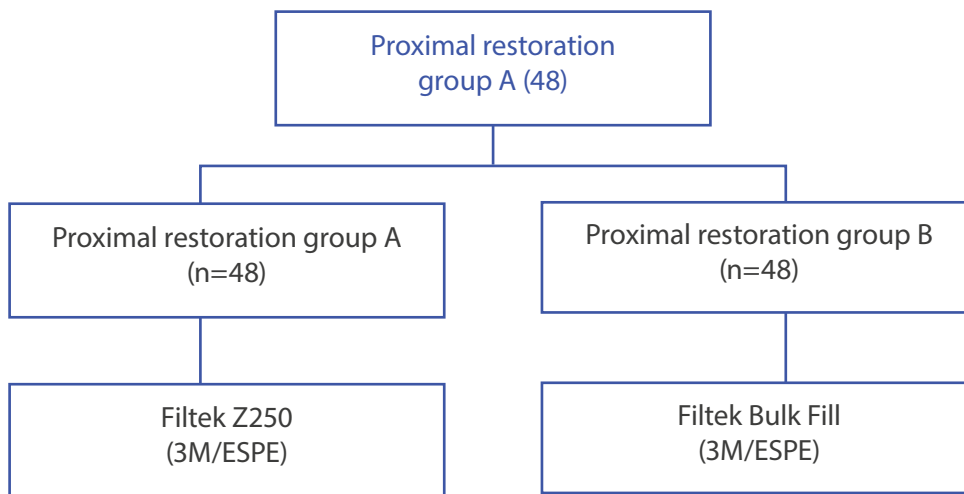 Proximal restoration
group A (48)
Proximal restoration group A
(n=48)
Proximal restoration group B
(n=48)
Filtek Z250
(3M/ESPE)
Filtek Bulk Fill
(3M/ESPE)